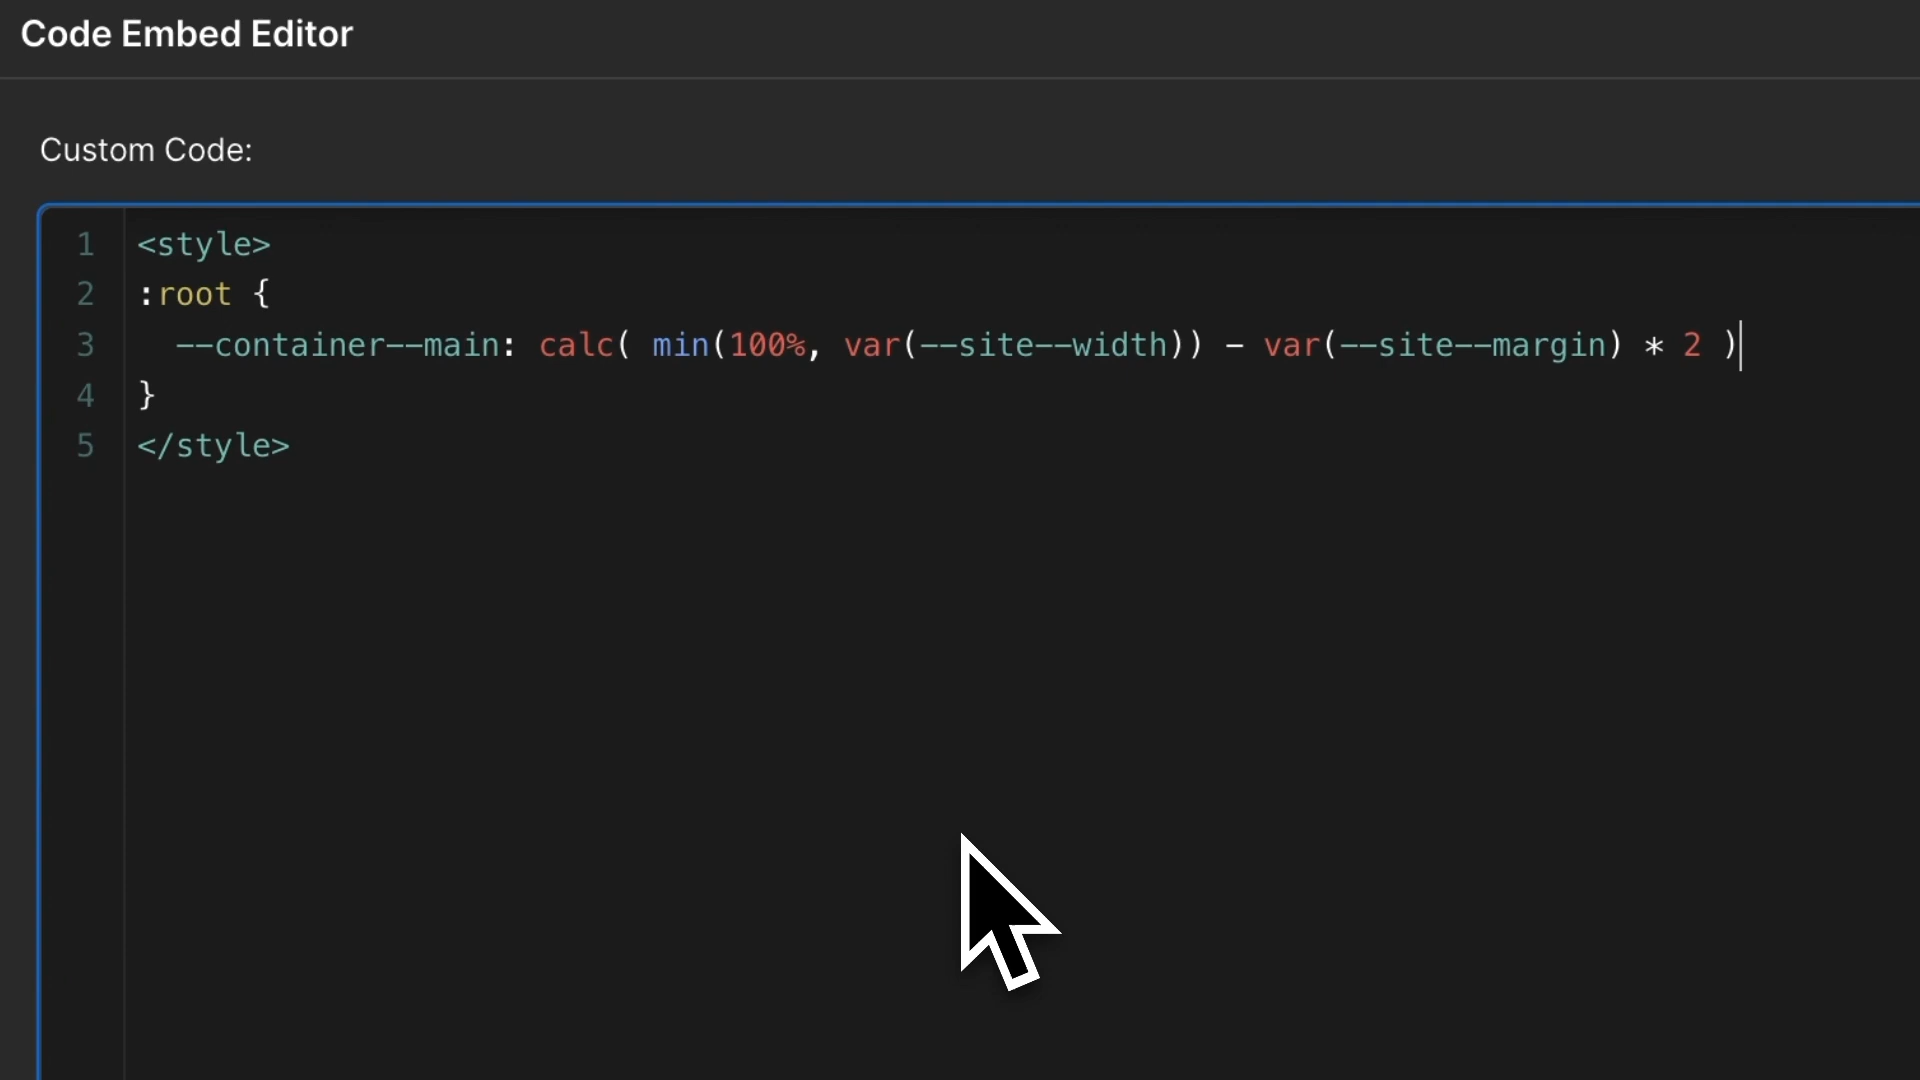 Code Embed Editor
Custom Code:
1 <style>
2 :root {
3   --container--main: calc( min(100%, var(--site--width)) - var(--site--margin) * 2 )
4 }
5 </style>